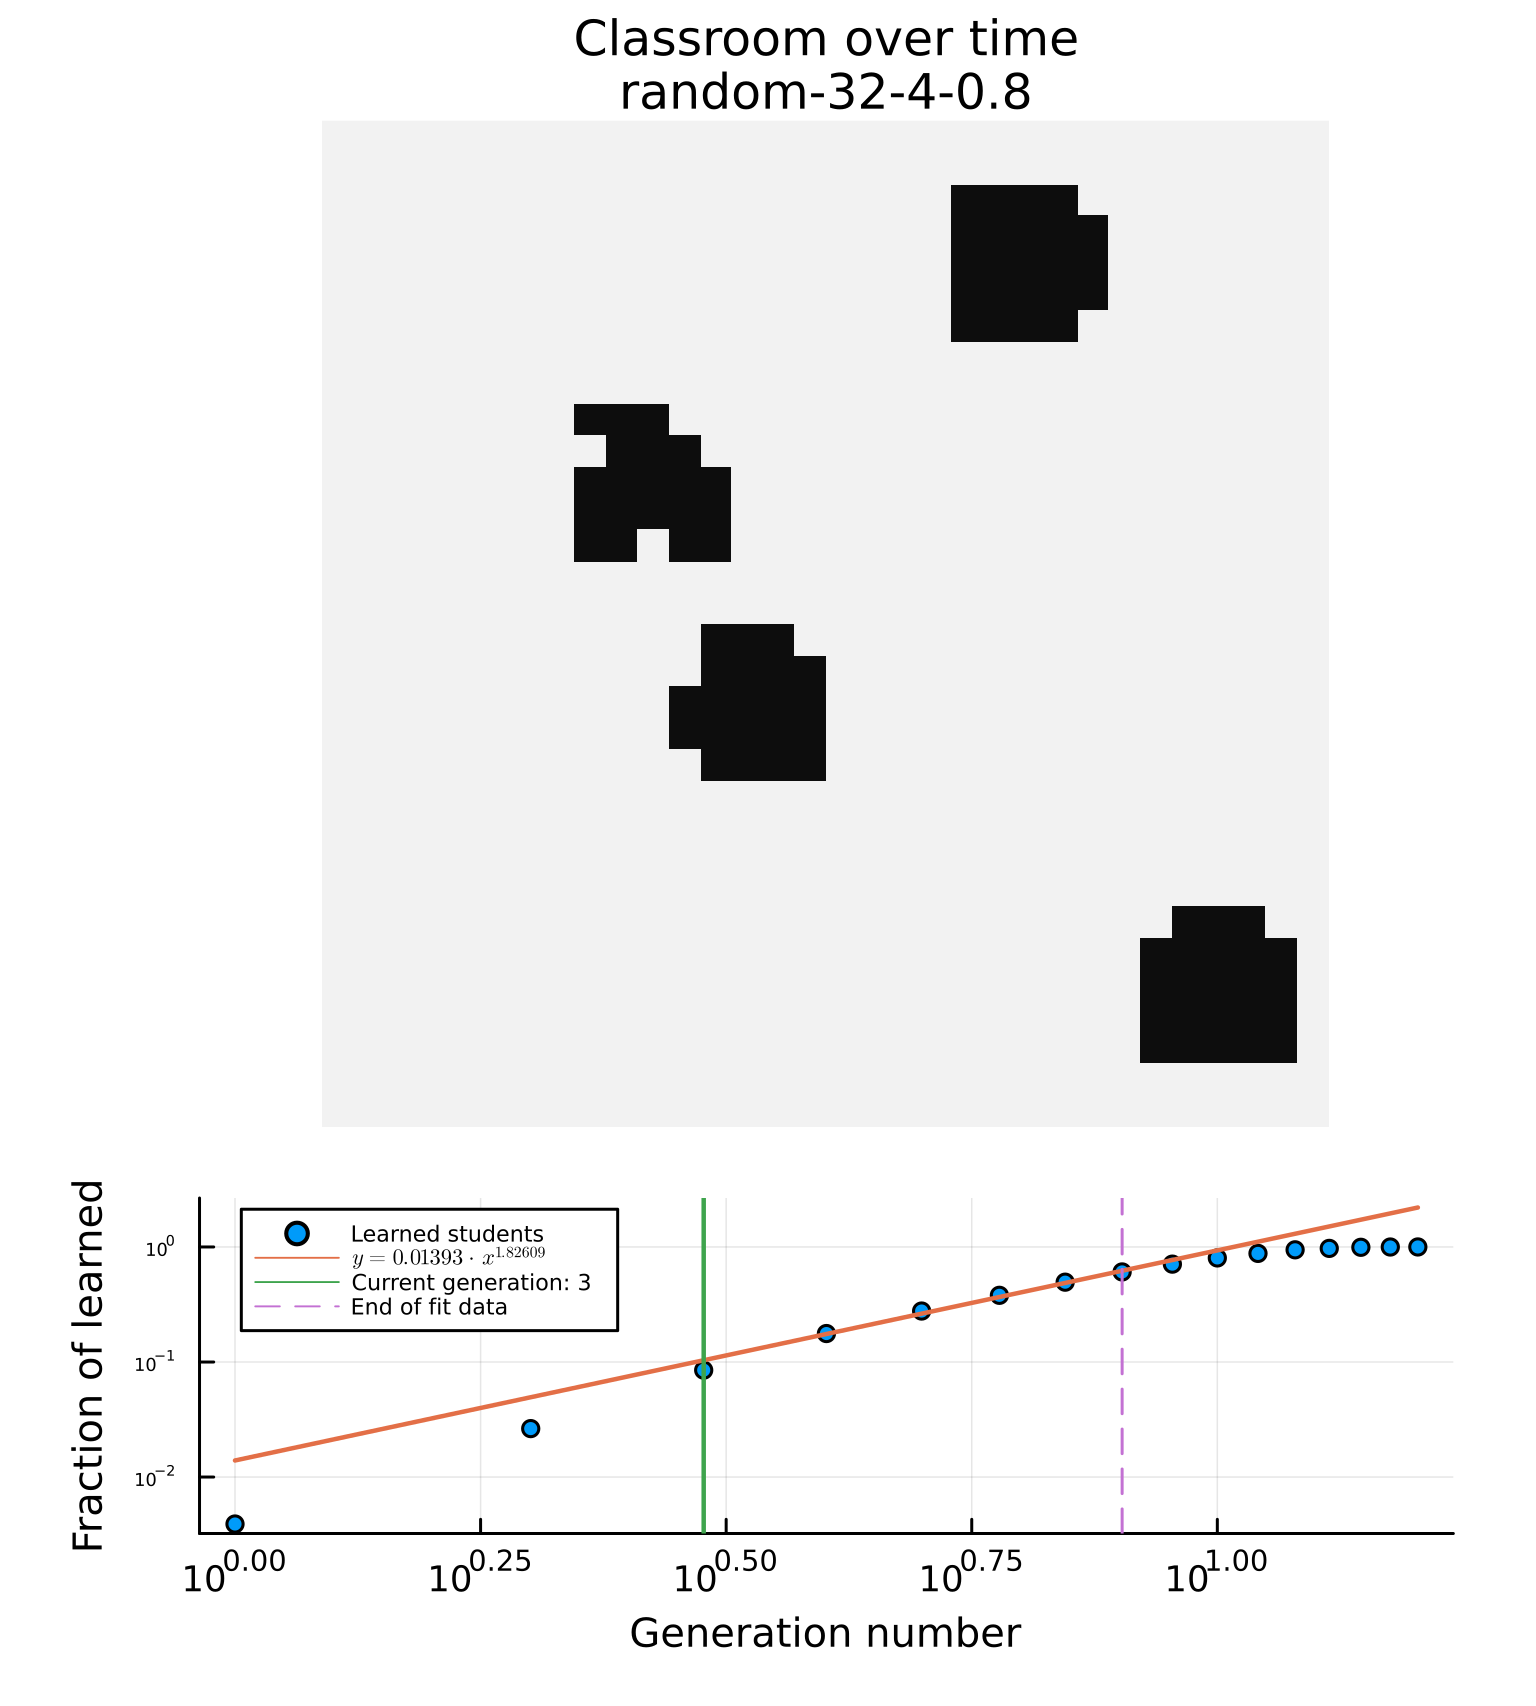 Classroom over time
random-32-4-0.8
Fraction of learned
10^0
10^−1
10^−2
Learned students
y = 0.01393 · x^1.82609
Current generation: 3
End of fit data
10^0.00 10^0.25 10^0.50 10^0.75 10^1.00
Generation number